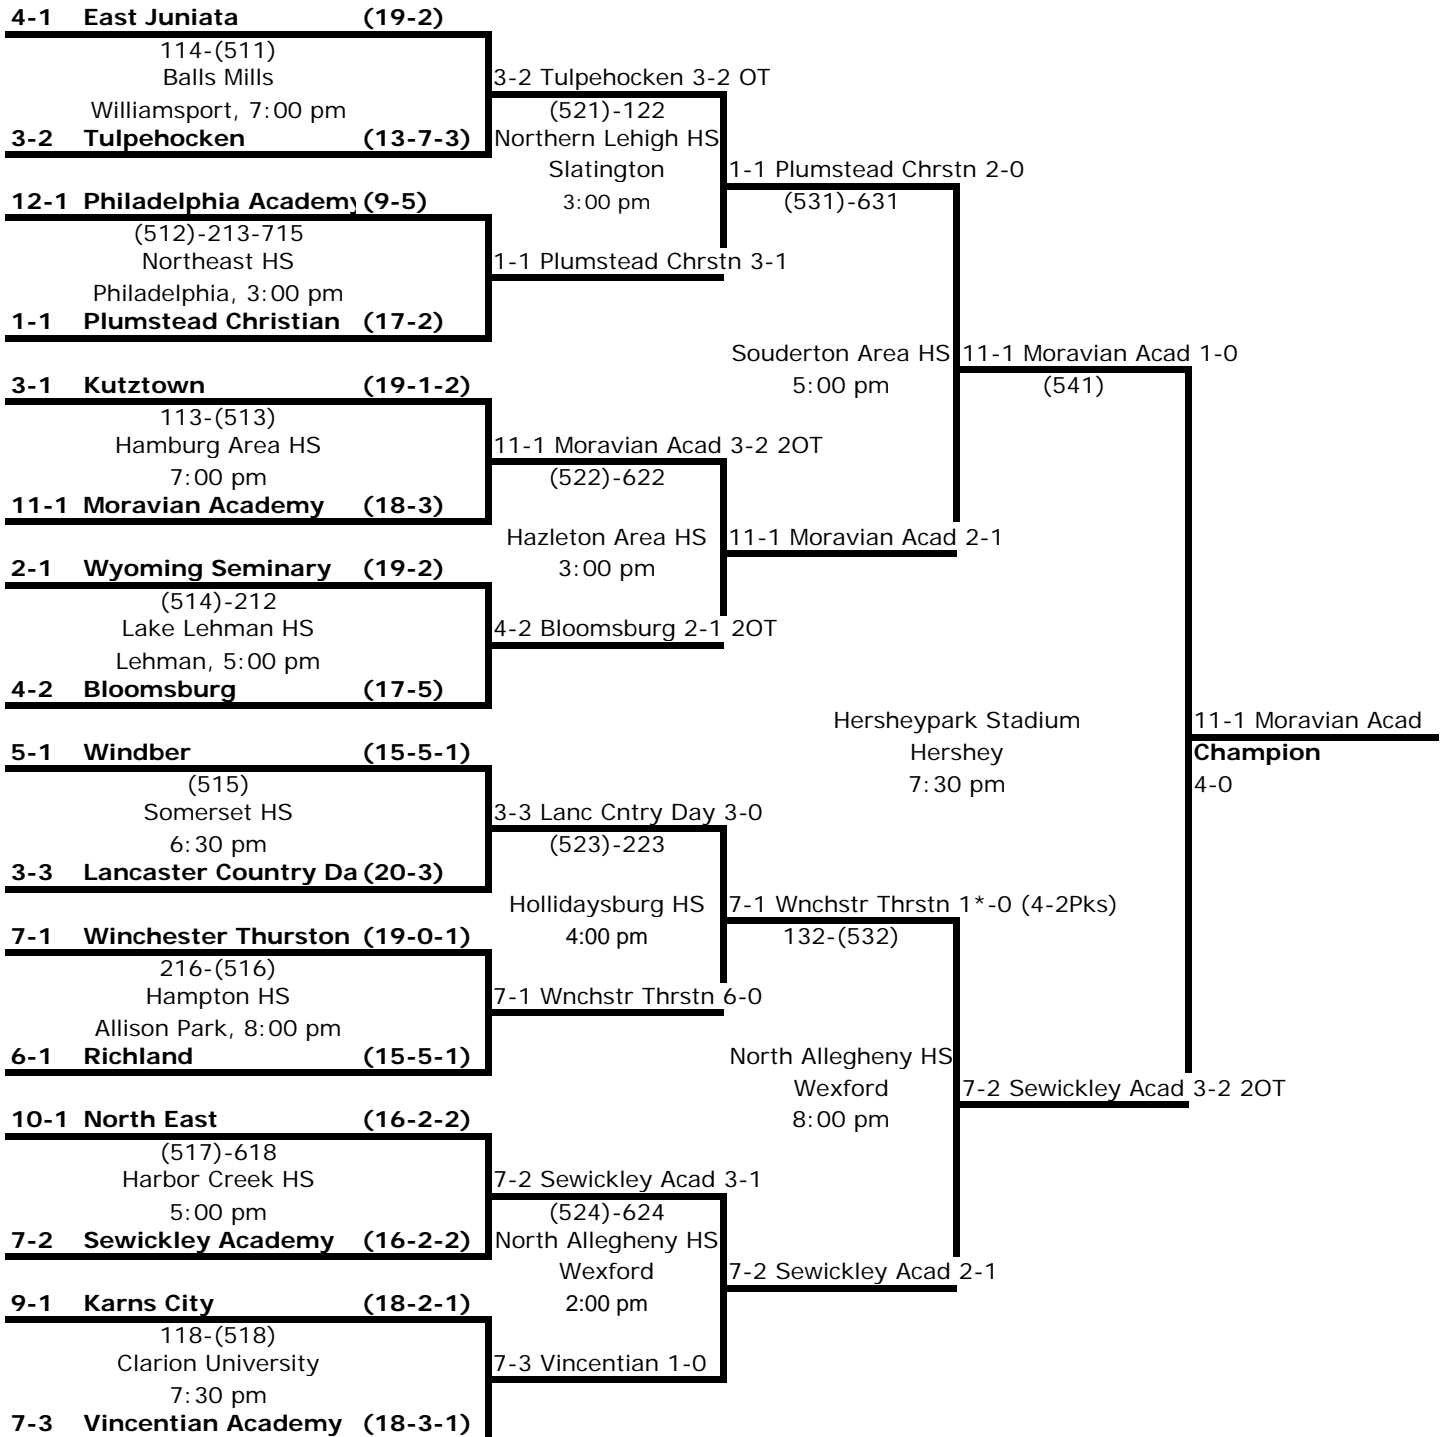 4-1 East Juniata (19-2)
114-(511)
Balls Mills
Williamsport, 7:00 pm
3-2 Tulpehocken (13-7-3)
12-1 Philadelphia Academy (9-5)
(512)-213-715
Northeast HS
Philadelphia, 3:00 pm
1-1 Plumstead Christian (17-2)
3-1 Kutztown (19-1-2)
113-(513)
Hamburg Area HS
7:00 pm
11-1 Moravian Academy (18-3)
2-1 Wyoming Seminary (19-2)
(514)-212
Lake Lehman HS
Lehman, 5:00 pm
4-2 Bloomsburg (17-5)
5-1 Windber (15-5-1)
(515)
Somerset HS
6:30 pm
3-3 Lancaster Country Da (20-3)
7-1 Winchester Thurston (19-0-1)
216-(516)
Hampton HS
Allison Park, 8:00 pm
6-1 Richland (15-5-1)
10-1 North East (16-2-2)
(517)-618
Harbor Creek HS
5:00 pm
7-2 Sewickley Academy (16-2-2)
9-1 Karns City (18-2-1)
118-(518)
Clarion University
7:30 pm
7-3 Vincentian Academy (18-3-1)
3-2 Tulpehocken 3-2 OT
(521)-122
Northern Lehigh HS
Slatington
3:00 pm
1-1 Plumstead Chrstn 3-1
11-1 Moravian Acad 3-2 2OT
(522)-622
Hazleton Area HS
3:00 pm
4-2 Bloomsburg 2-1 2OT
3-3 Lanc Cntry Day 3-0
(523)-223
Hollidaysburg HS
4:00 pm
7-1 Wnchstr Thrstn 6-0
7-2 Sewickley Acad 3-1
(524)-624
North Allegheny HS
Wexford
2:00 pm
7-3 Vincentian 1-0
1-1 Plumstead Chrstn 2-0
(531)-631
Souderton Area HS
5:00 pm
11-1 Moravian Acad 2-1
7-1 Wnchstr Thrstn 1*-0 (4-2Pks)
132-(532)
North Allegheny HS
Wexford
8:00 pm
7-2 Sewickley Acad 2-1
11-1 Moravian Acad 1-0
(541)
Hersheypark Stadium
Hershey
7:30 pm
7-2 Sewickley Acad 3-2 2OT
11-1 Moravian Acad
Champion
4-0